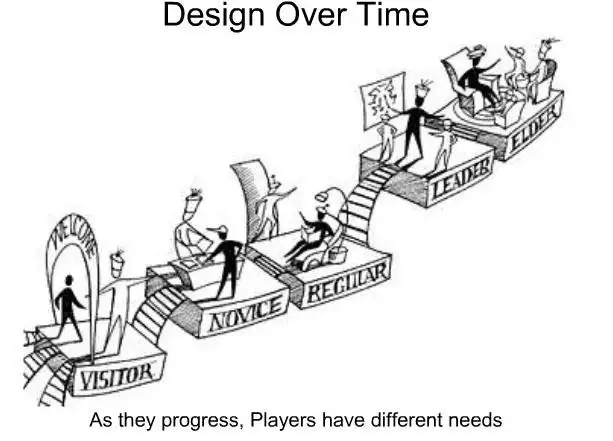 Design Over Time
WELCOME
VISITOR
NOVICE
REGULAR
LEADER
ELDER
As they progress, Players have different needs